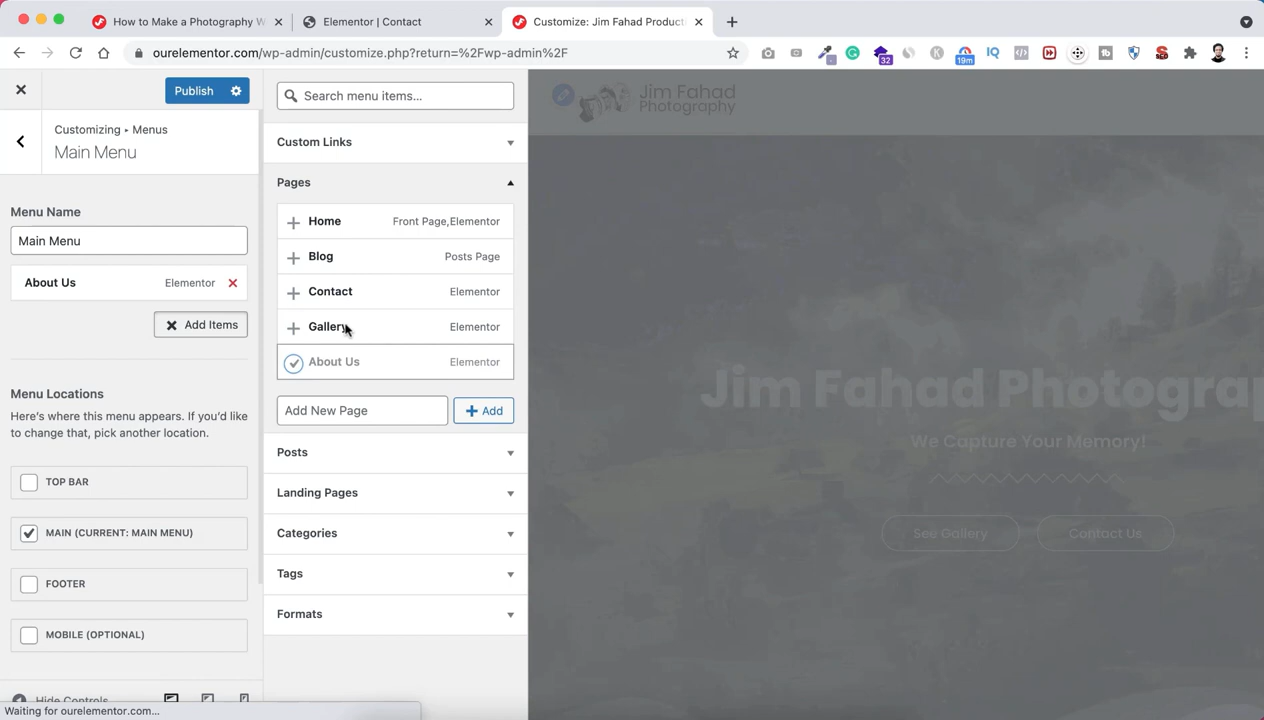 How to Make a Photography W
Elementor | Contact
Customize: Jim Fahad Product
ourelementor.com/wp-admin/customize.php?return=%2Fwp-admin%2F
32
19m
IQ
Publish
Customizing ▸ Menus
Main Menu
Menu Name
Main Menu
About Us Elementor
Add Items
Menu Locations
Here's where this menu appears. If you'd like
to change that, pick another location.
TOP BAR
MAIN (CURRENT: MAIN MENU)
FOOTER
MOBILE (OPTIONAL)
Hide Controls
Waiting for ourelementor.com...
Search menu items...
Custom Links
Pages
Home Front Page,Elementor
Blog Posts Page
Contact Elementor
Gallery Elementor
About Us Elementor
Add New Page
Add
Posts
Landing Pages
Categories
Tags
Formats
Jim Fahad
Photography
Jim Fahad Photograp
We Capture Your Memory!
See Gallery
Contact Us